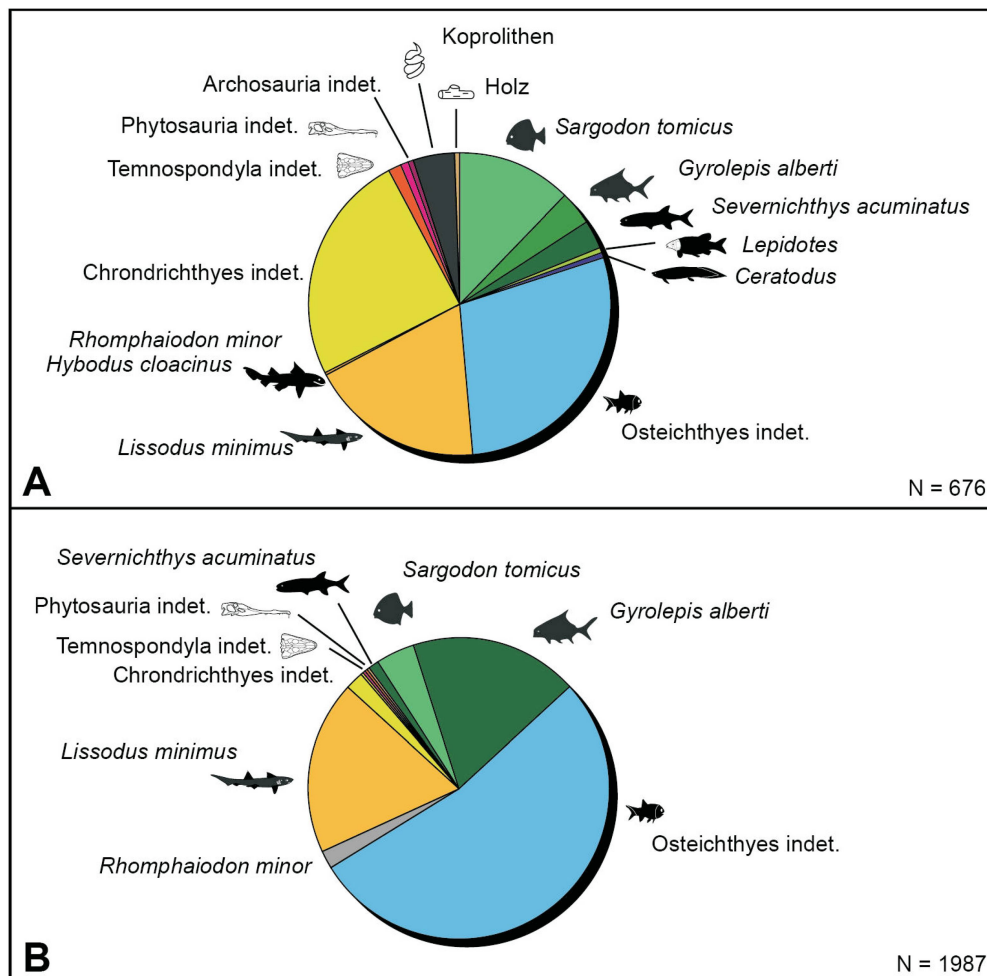 Koprolithen
Archosauria indet.
Holz
Phytosauria indet.
Sargodon tomicus
Temnospondyla indet.
Gyrolepis alberti
Severnichthys acuminatus
Lepidotes
Chrondrichthyes indet.
Ceratodus
Rhomphaiodon minor
Hybodus cloacinus
Osteichthyes indet.
Lissodus minimus
A
N = 676
Severnichthys acuminatus
Sargodon tomicus
Phytosauria indet.
Gyrolepis alberti
Temnospondyla indet.
Chrondrichthyes indet.
Lissodus minimus
Osteichthyes indet.
Rhomphaiodon minor
B
N = 1987